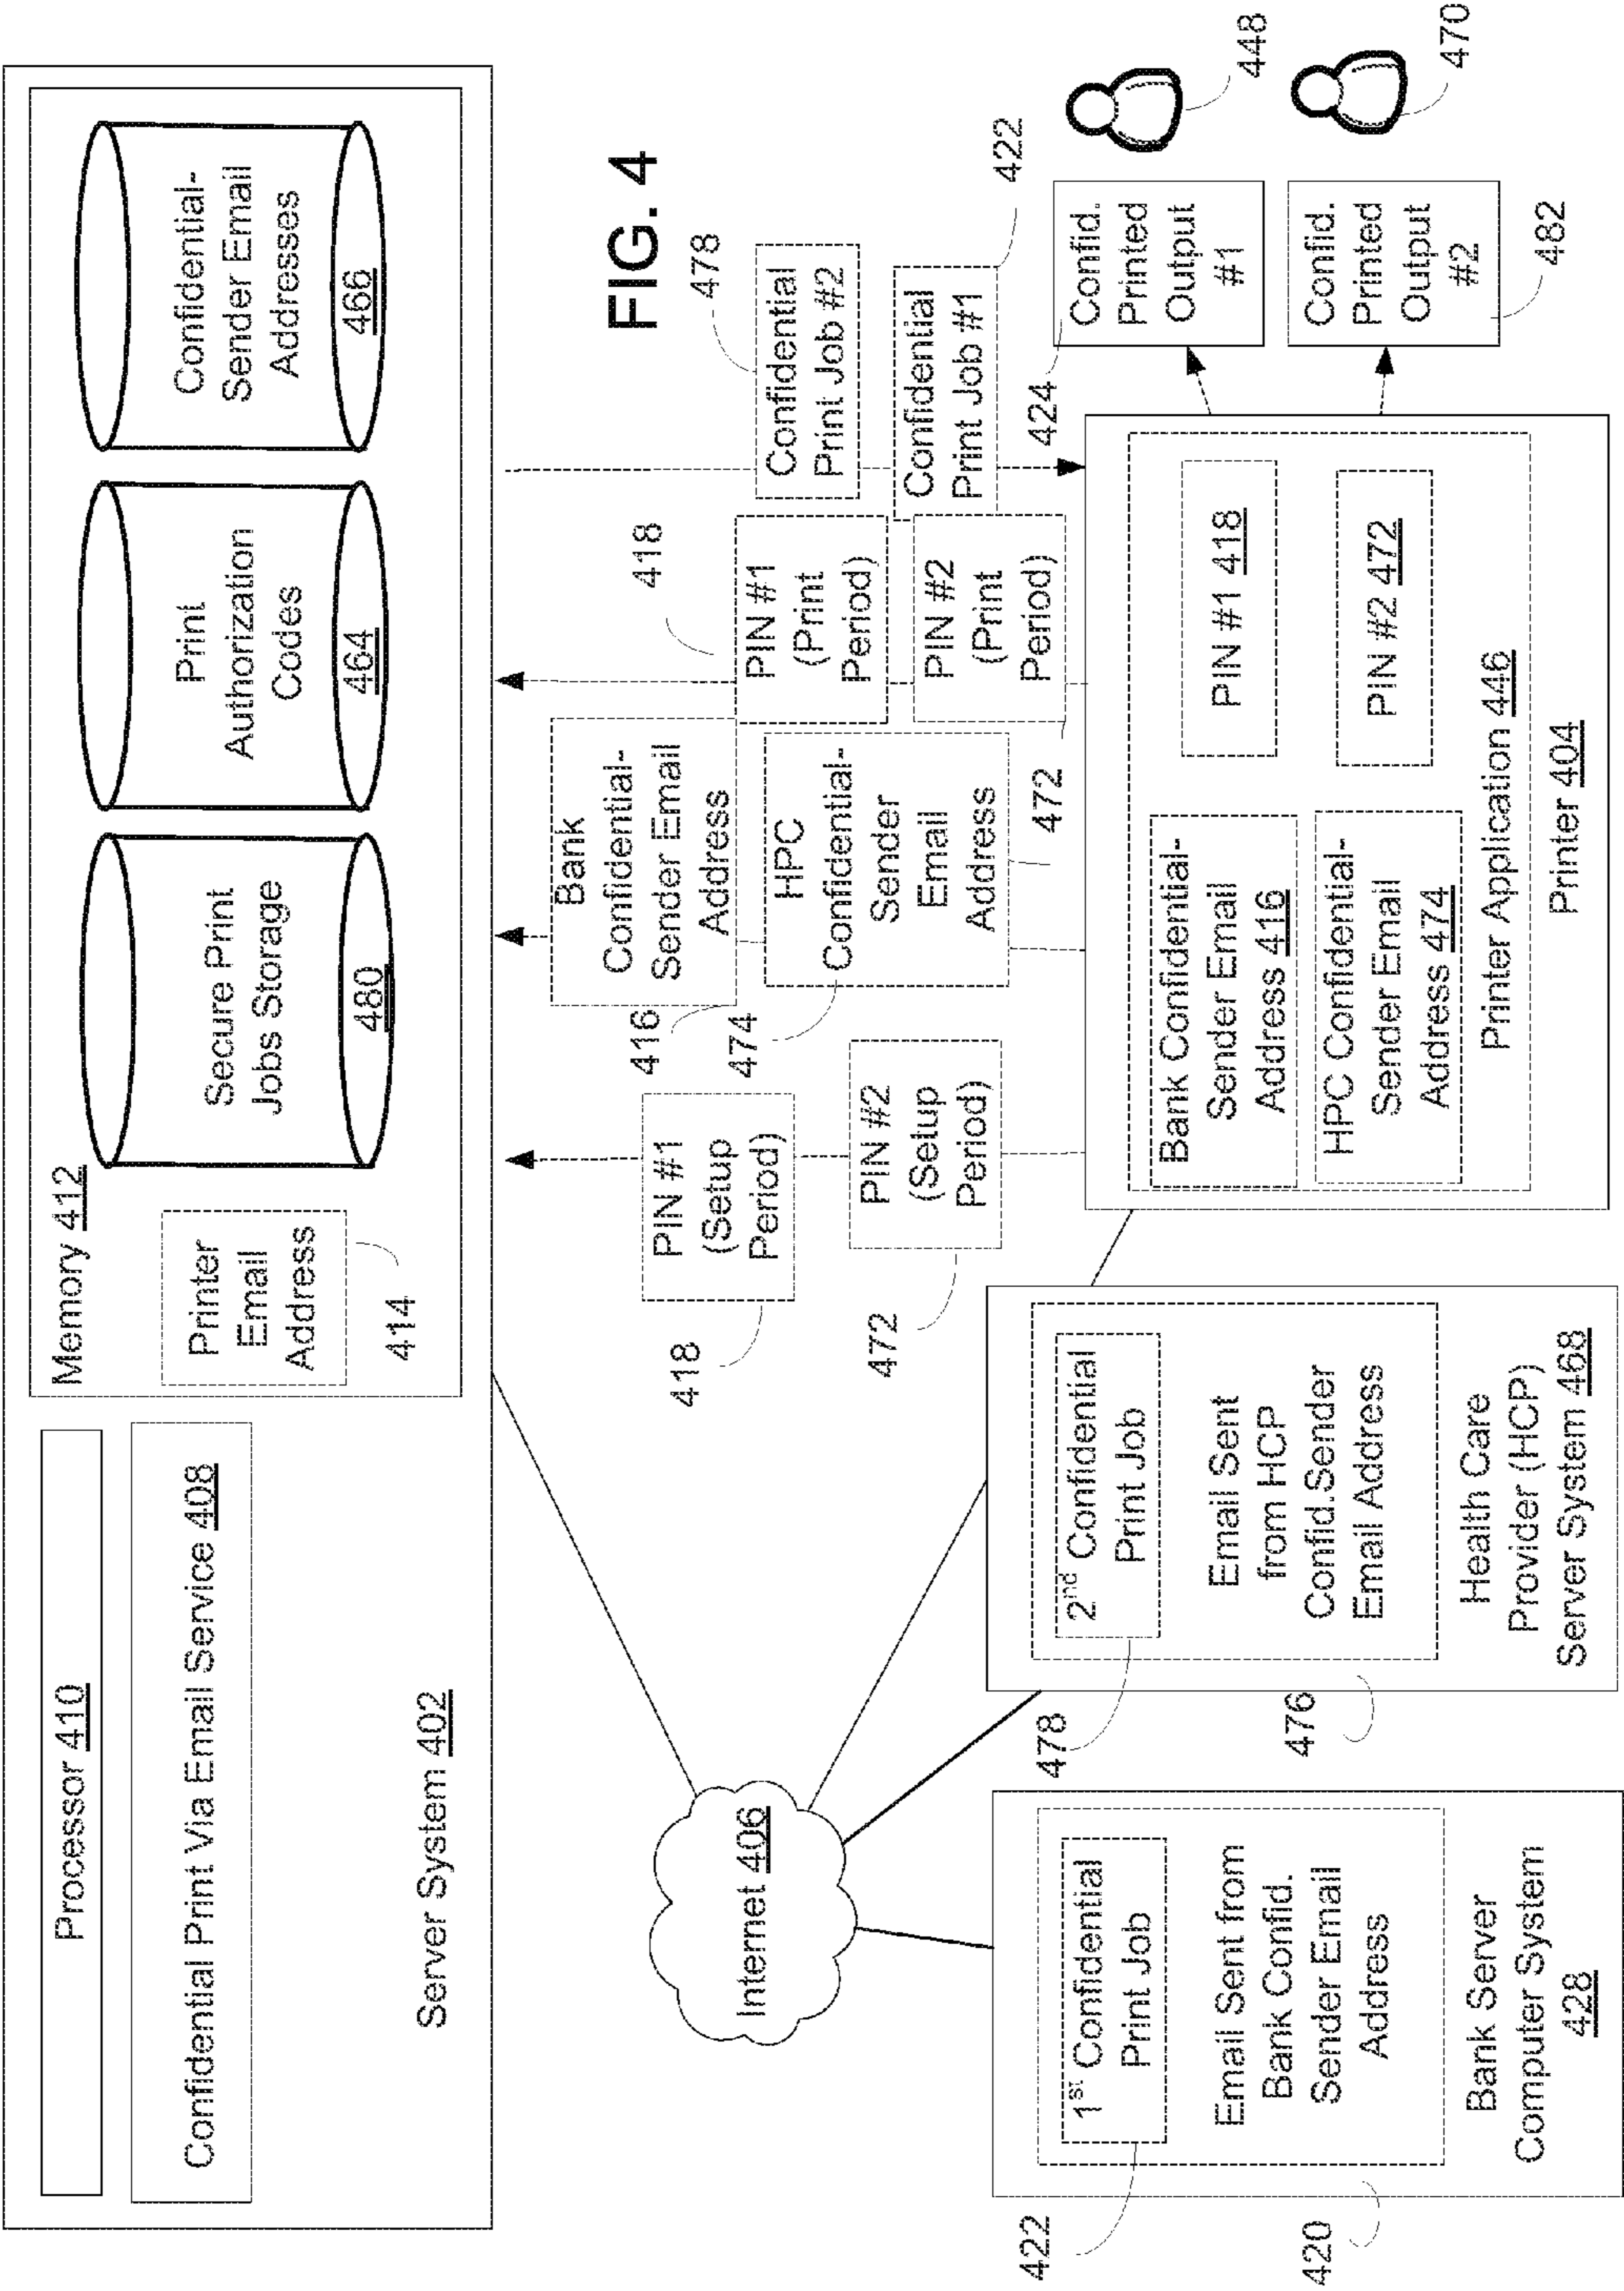 Processor 410
Confidential Print Via Email Service 408
Server System 402
Memory 412
Printer
Email
Address
414
Secure Print
Jobs Storage
480
Print
Authorization
Codes
464
Confidential-
Sender Email
Addresses
466
FIG. 4
Internet 406
418
PIN #1
(Setup
Period)
472
PIN #2
(Setup
Period)
416
Bank
Confidential-
Sender Email
Address
474
HPC
Confidential-
Sender
Email
Address
472
418
PIN #1
(Print
Period)
PIN #2
(Print
Period)
472
478
Confidential
Print Job #2
Confidential
Print Job #1
422
422
1st Confidential
Print Job
Email Sent from
Bank Confid.
Sender Email
Address
420
Bank Server
Computer System
428
478
2nd Confidential
Print Job
Email Sent
from HCP
Confid.Sender
Email Address
476
Health Care
Provider (HCP)
Server System 468
Bank Confidential-
Sender Email
Address 416
HPC Confidential-
Sender Email
Address 474
PIN #1 418
PIN #2 472
Printer Application 446
Printer 404
424
Confid.
Printed
Output
#1
448
Confid.
Printed
Output
#2
482
470